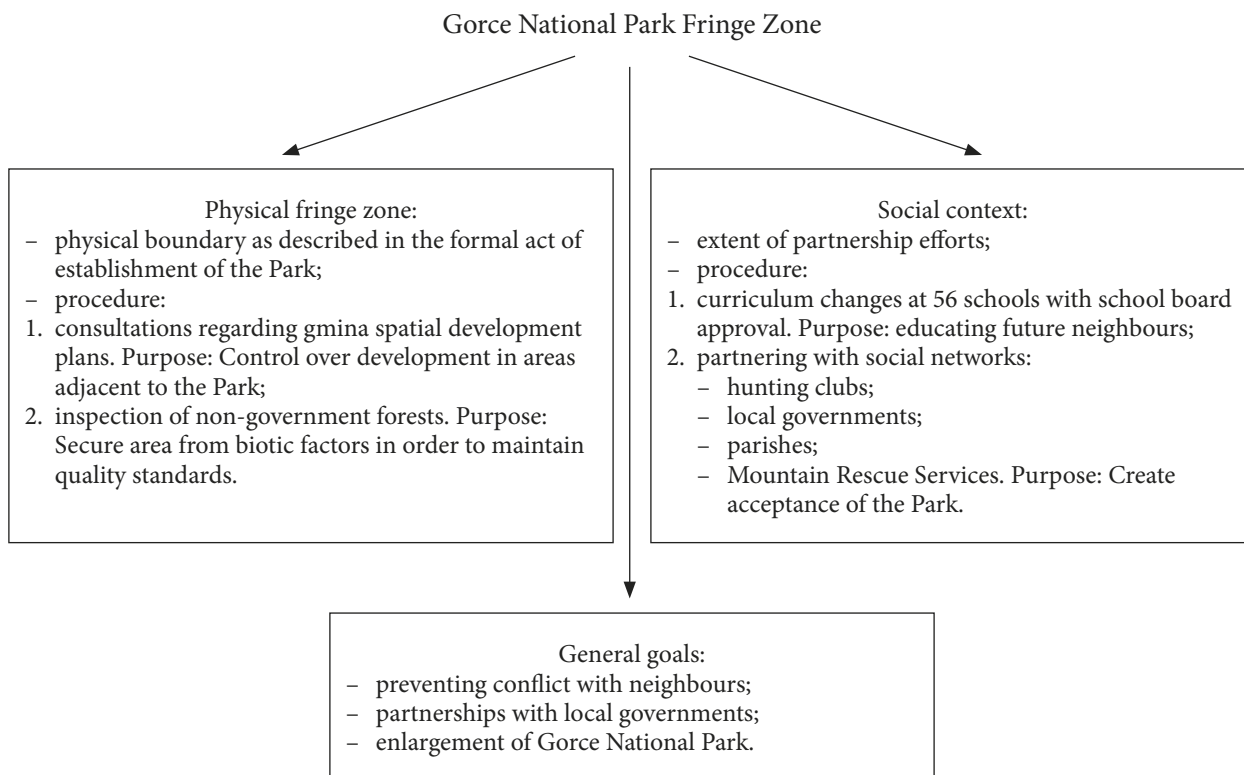 Gorce National Park Fringe Zone
Physical fringe zone:
– physical boundary as described in the formal act of
establishment of the Park;
– procedure:
1. consultations regarding gmina spatial development
plans. Purpose: Control over development in areas
adjacent to the Park;
2. inspection of non-government forests. Purpose:
Secure area from biotic factors in order to maintain
quality standards.
Social context:
– extent of partnership efforts;
– procedure:
1. curriculum changes at 56 schools with school board
approval. Purpose: educating future neighbours;
2. partnering with social networks:
– hunting clubs;
– local governments;
– parishes;
– Mountain Rescue Services. Purpose: Create
acceptance of the Park.
General goals:
– preventing conflict with neighbours;
– partnerships with local governments;
– enlargement of Gorce National Park.